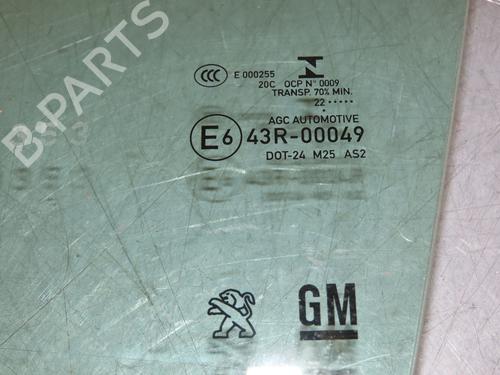 B-PARTS
CCC E 000255
20C OCP N° 0009
TRANSP. 70% MIN.
22 .....
.
AGC AUTOMOTIVE
E6 43R-00049
DOT-24 M25 AS2
GM